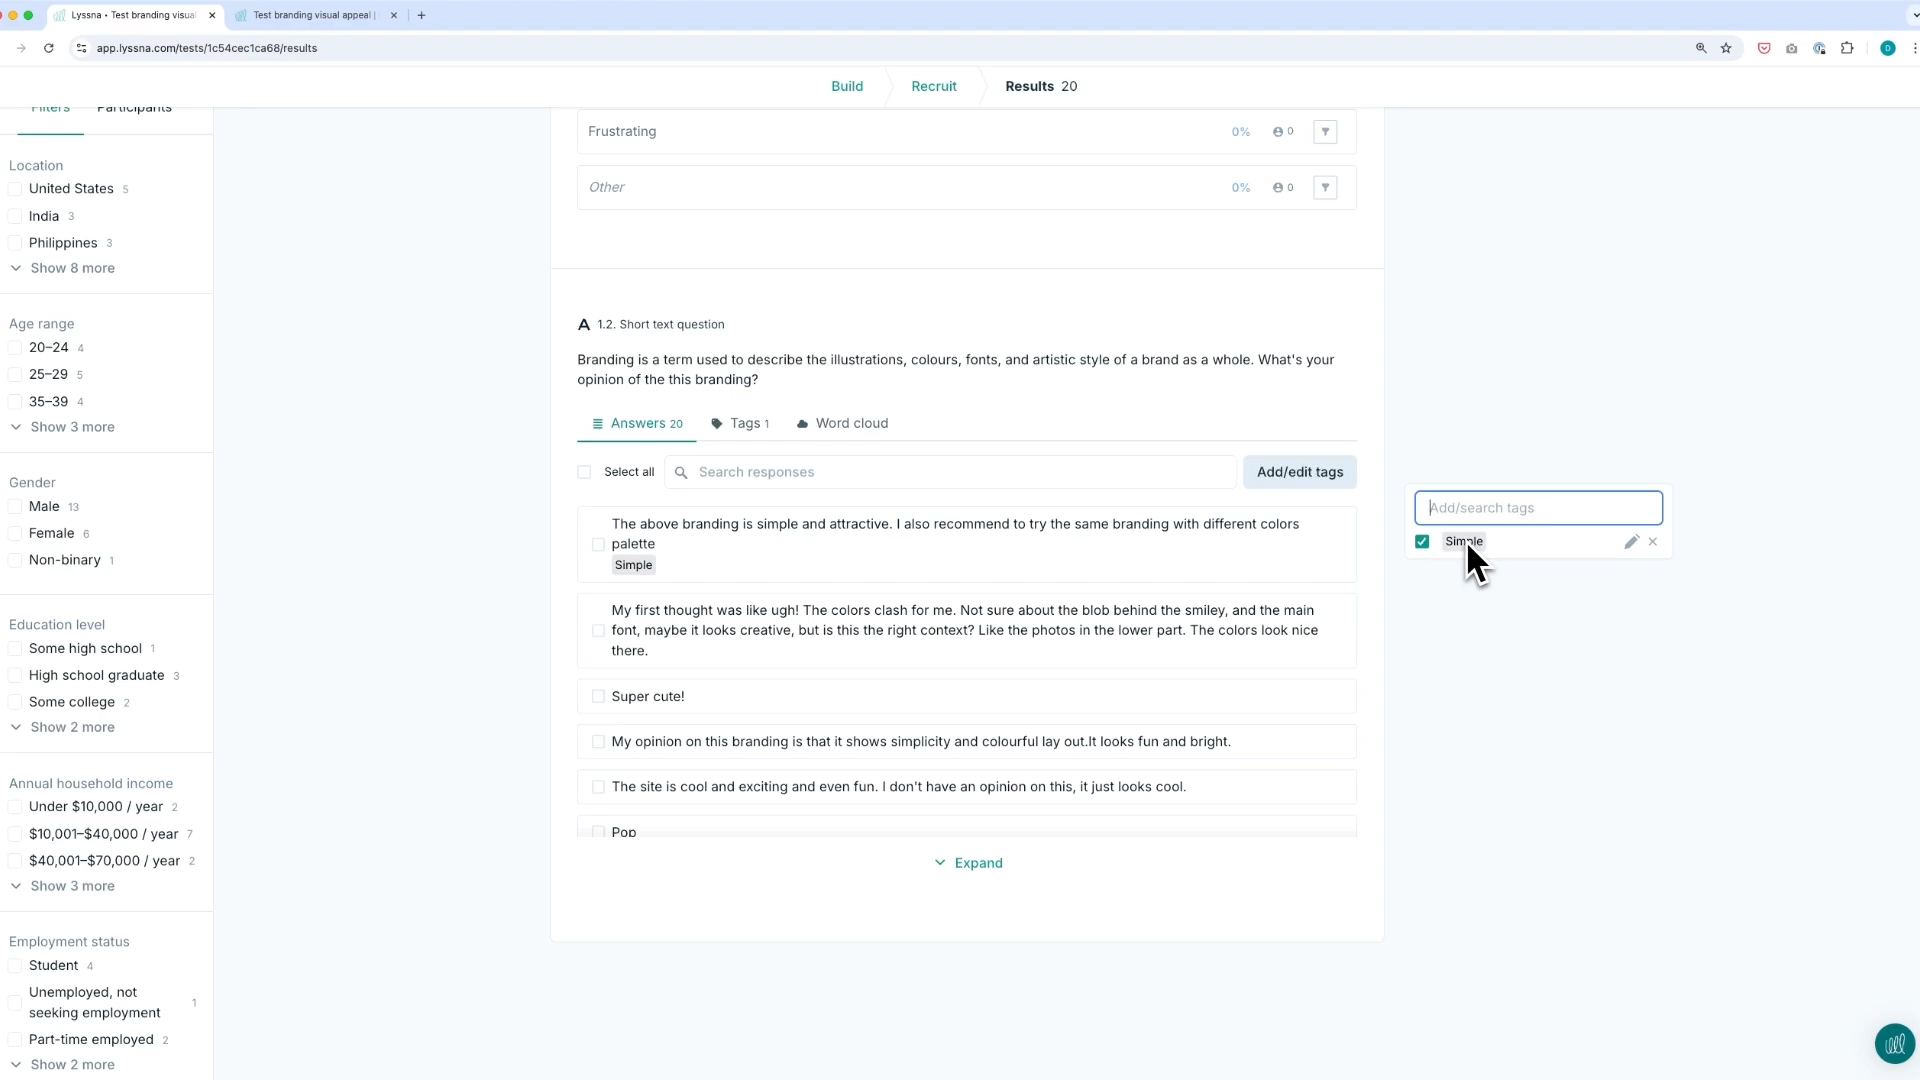 Lyssna • Test branding visual
Test branding visual appeal |
app.lyssna.com/tests/1c54cec1ca68/results
Build
Recruit
Results 20
Filters
Participants
Location
United States 5
India 3
Philippines 3
Show 8 more
Age range
20–24 4
25–29 5
35–39 4
Show 3 more
Gender
Male 13
Female 6
Non-binary 1
Education level
Some high school 1
High school graduate 3
Some college 2
Show 2 more
Annual household income
Under $10,000 / year 2
$10,001–$40,000 / year 7
$40,001–$70,000 / year 2
Show 3 more
Employment status
Student 4
Unemployed, not
seeking employment 1
Part-time employed 2
Show 2 more
Frustrating 0% 0
Other 0% 0
1.2. Short text question
Branding is a term used to describe the illustrations, colours, fonts, and artistic style of a brand as a whole. What's your
opinion of the this branding?
Answers 20
Tags 1
Word cloud
Select all
Search responses
Add/edit tags
The above branding is simple and attractive. I also recommend to try the same branding with different colors
palette
Simple
My first thought was like ugh! The colors clash for me. Not sure about the blob behind the smiley, and the main
font, maybe it looks creative, but is this the right context? Like the photos in the lower part. The colors look nice
there.
Super cute!
My opinion on this branding is that it shows simplicity and colourful lay out.It looks fun and bright.
The site is cool and exciting and even fun. I don't have an opinion on this, it just looks cool.
Pop
Expand
Add/search tags
Simple
D